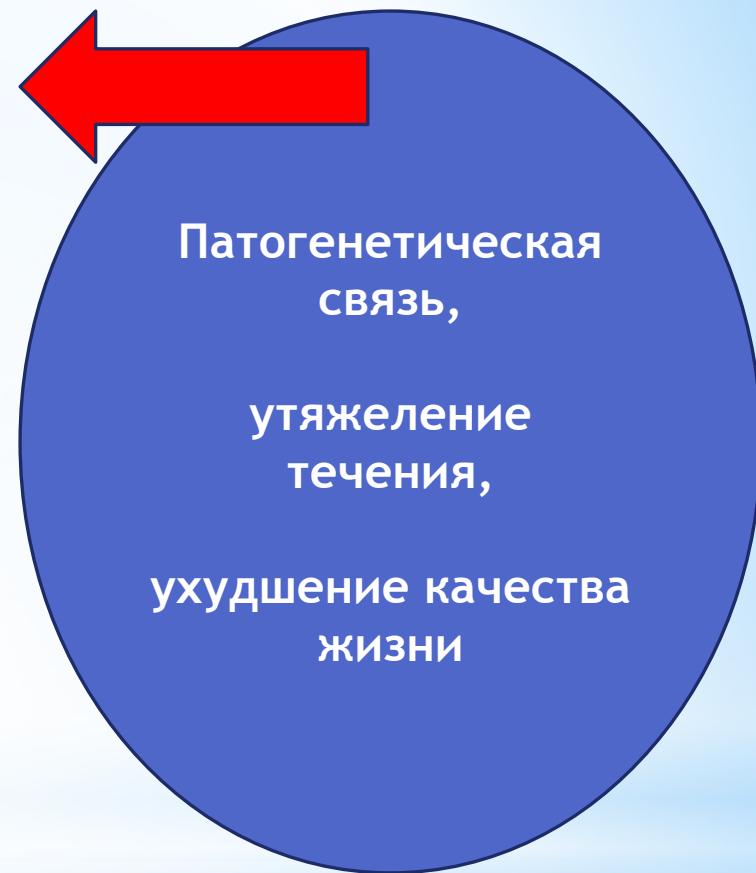 Патогенетическая
связь,
утяжеление
течения,
ухудшение качества
жизни